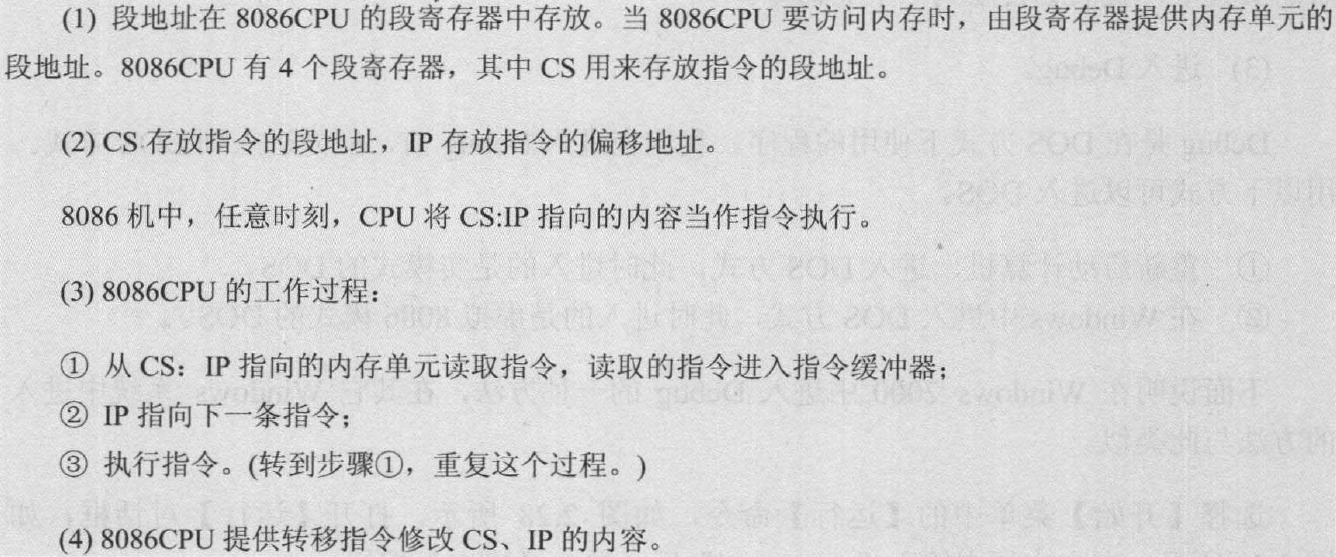 (1) 段地址在 8086CPU 的段寄存器中存放。当 8086CPU 要访问内存时，由段寄存器提供内存单元的
段地址。8086CPU 有 4 个段寄存器，其中 CS 用来存放指令的段地址。
(2) CS 存放指令的段地址，IP 存放指令的偏移地址。
8086 机中，任意时刻，CPU 将 CS:IP 指向的内容当作指令执行。
(3) 8086CPU 的工作过程：
① 从 CS：IP 指向的内存单元读取指令，读取的指令进入指令缓冲器；
② IP 指向下一条指令；
③ 执行指令。(转到步骤①，重复这个过程。)
(4) 8086CPU 提供转移指令修改 CS、IP 的内容。